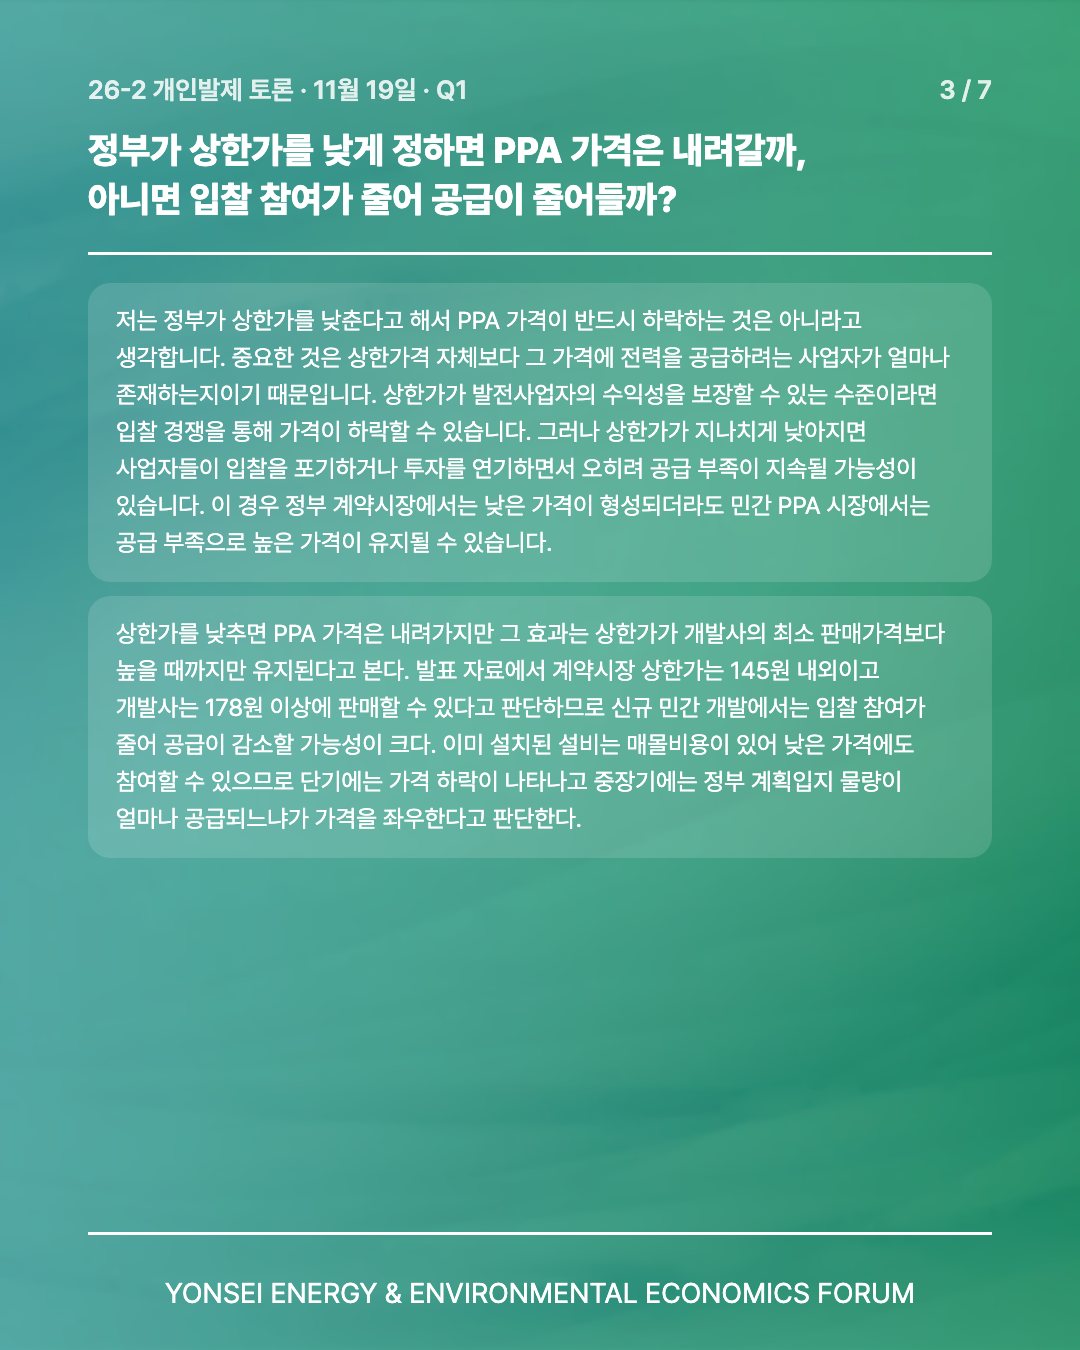 26-2 개인발제 토론 · 11월 19일 · Q1
3 / 7
정부가 상한가를 낮게 정하면 PPA 가격은 내려갈까,
아니면 입찰 참여가 줄어 공급이 줄어들까?
저는 정부가 상한가를 낮춘다고 해서 PPA 가격이 반드시 하락하는 것은 아니라고
생각합니다. 중요한 것은 상한가격 자체보다 그 가격에 전력을 공급하려는 사업자가 얼마나
존재하는지이기 때문입니다. 상한가가 발전사업자의 수익성을 보장할 수 있는 수준이라면
입찰 경쟁을 통해 가격이 하락할 수 있습니다. 그러나 상한가가 지나치게 낮아지면
사업자들이 입찰을 포기하거나 투자를 연기하면서 오히려 공급 부족이 지속될 가능성이
있습니다. 이 경우 정부 계약시장에서는 낮은 가격이 형성되더라도 민간 PPA 시장에서는
공급 부족으로 높은 가격이 유지될 수 있습니다.
상한가를 낮추면 PPA 가격은 내려가지만 그 효과는 상한가가 개발사의 최소 판매가격보다
높을 때까지만 유지된다고 본다. 발표 자료에서 계약시장 상한가는 145원 내외이고
개발사는 178원 이상에 판매할 수 있다고 판단하므로 신규 민간 개발에서는 입찰 참여가
줄어 공급이 감소할 가능성이 크다. 이미 설치된 설비는 매몰비용이 있어 낮은 가격에도
참여할 수 있으므로 단기에는 가격 하락이 나타나고 중장기에는 정부 계획입지 물량이
얼마나 공급되느냐가 가격을 좌우한다고 판단한다.
YONSEI ENERGY & ENVIRONMENTAL ECONOMICS FORUM